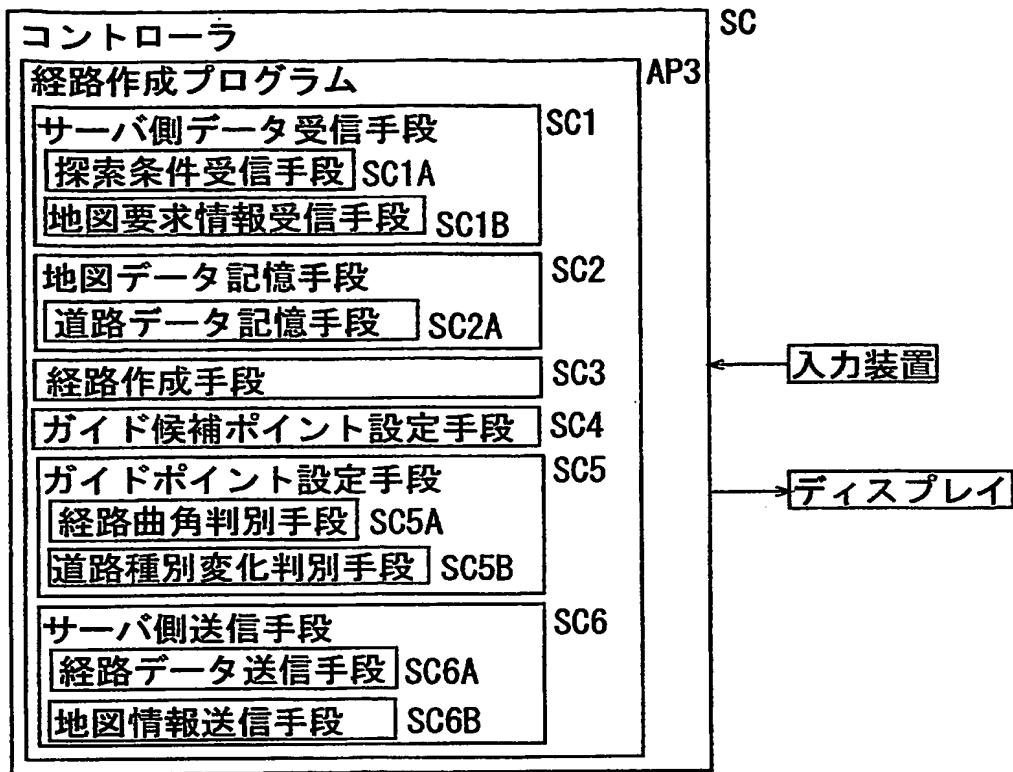 コントローラ SC
経路作成プログラム AP3
サーバ側データ受信手段 SC1
探索条件受信手段 SC1A
地図要求情報受信手段 SC1B
地図データ記憶手段 SC2
道路データ記憶手段 SC2A
経路作成手段 SC3
ガイド候補ポイント設定手段 SC4
ガイドポイント設定手段 SC5
経路曲角判別手段 SC5A
道路種別変化判別手段 SC5B
サーバ側送信手段 SC6
経路データ送信手段 SC6A
地図情報送信手段 SC6B
入力装置
ディスプレイ